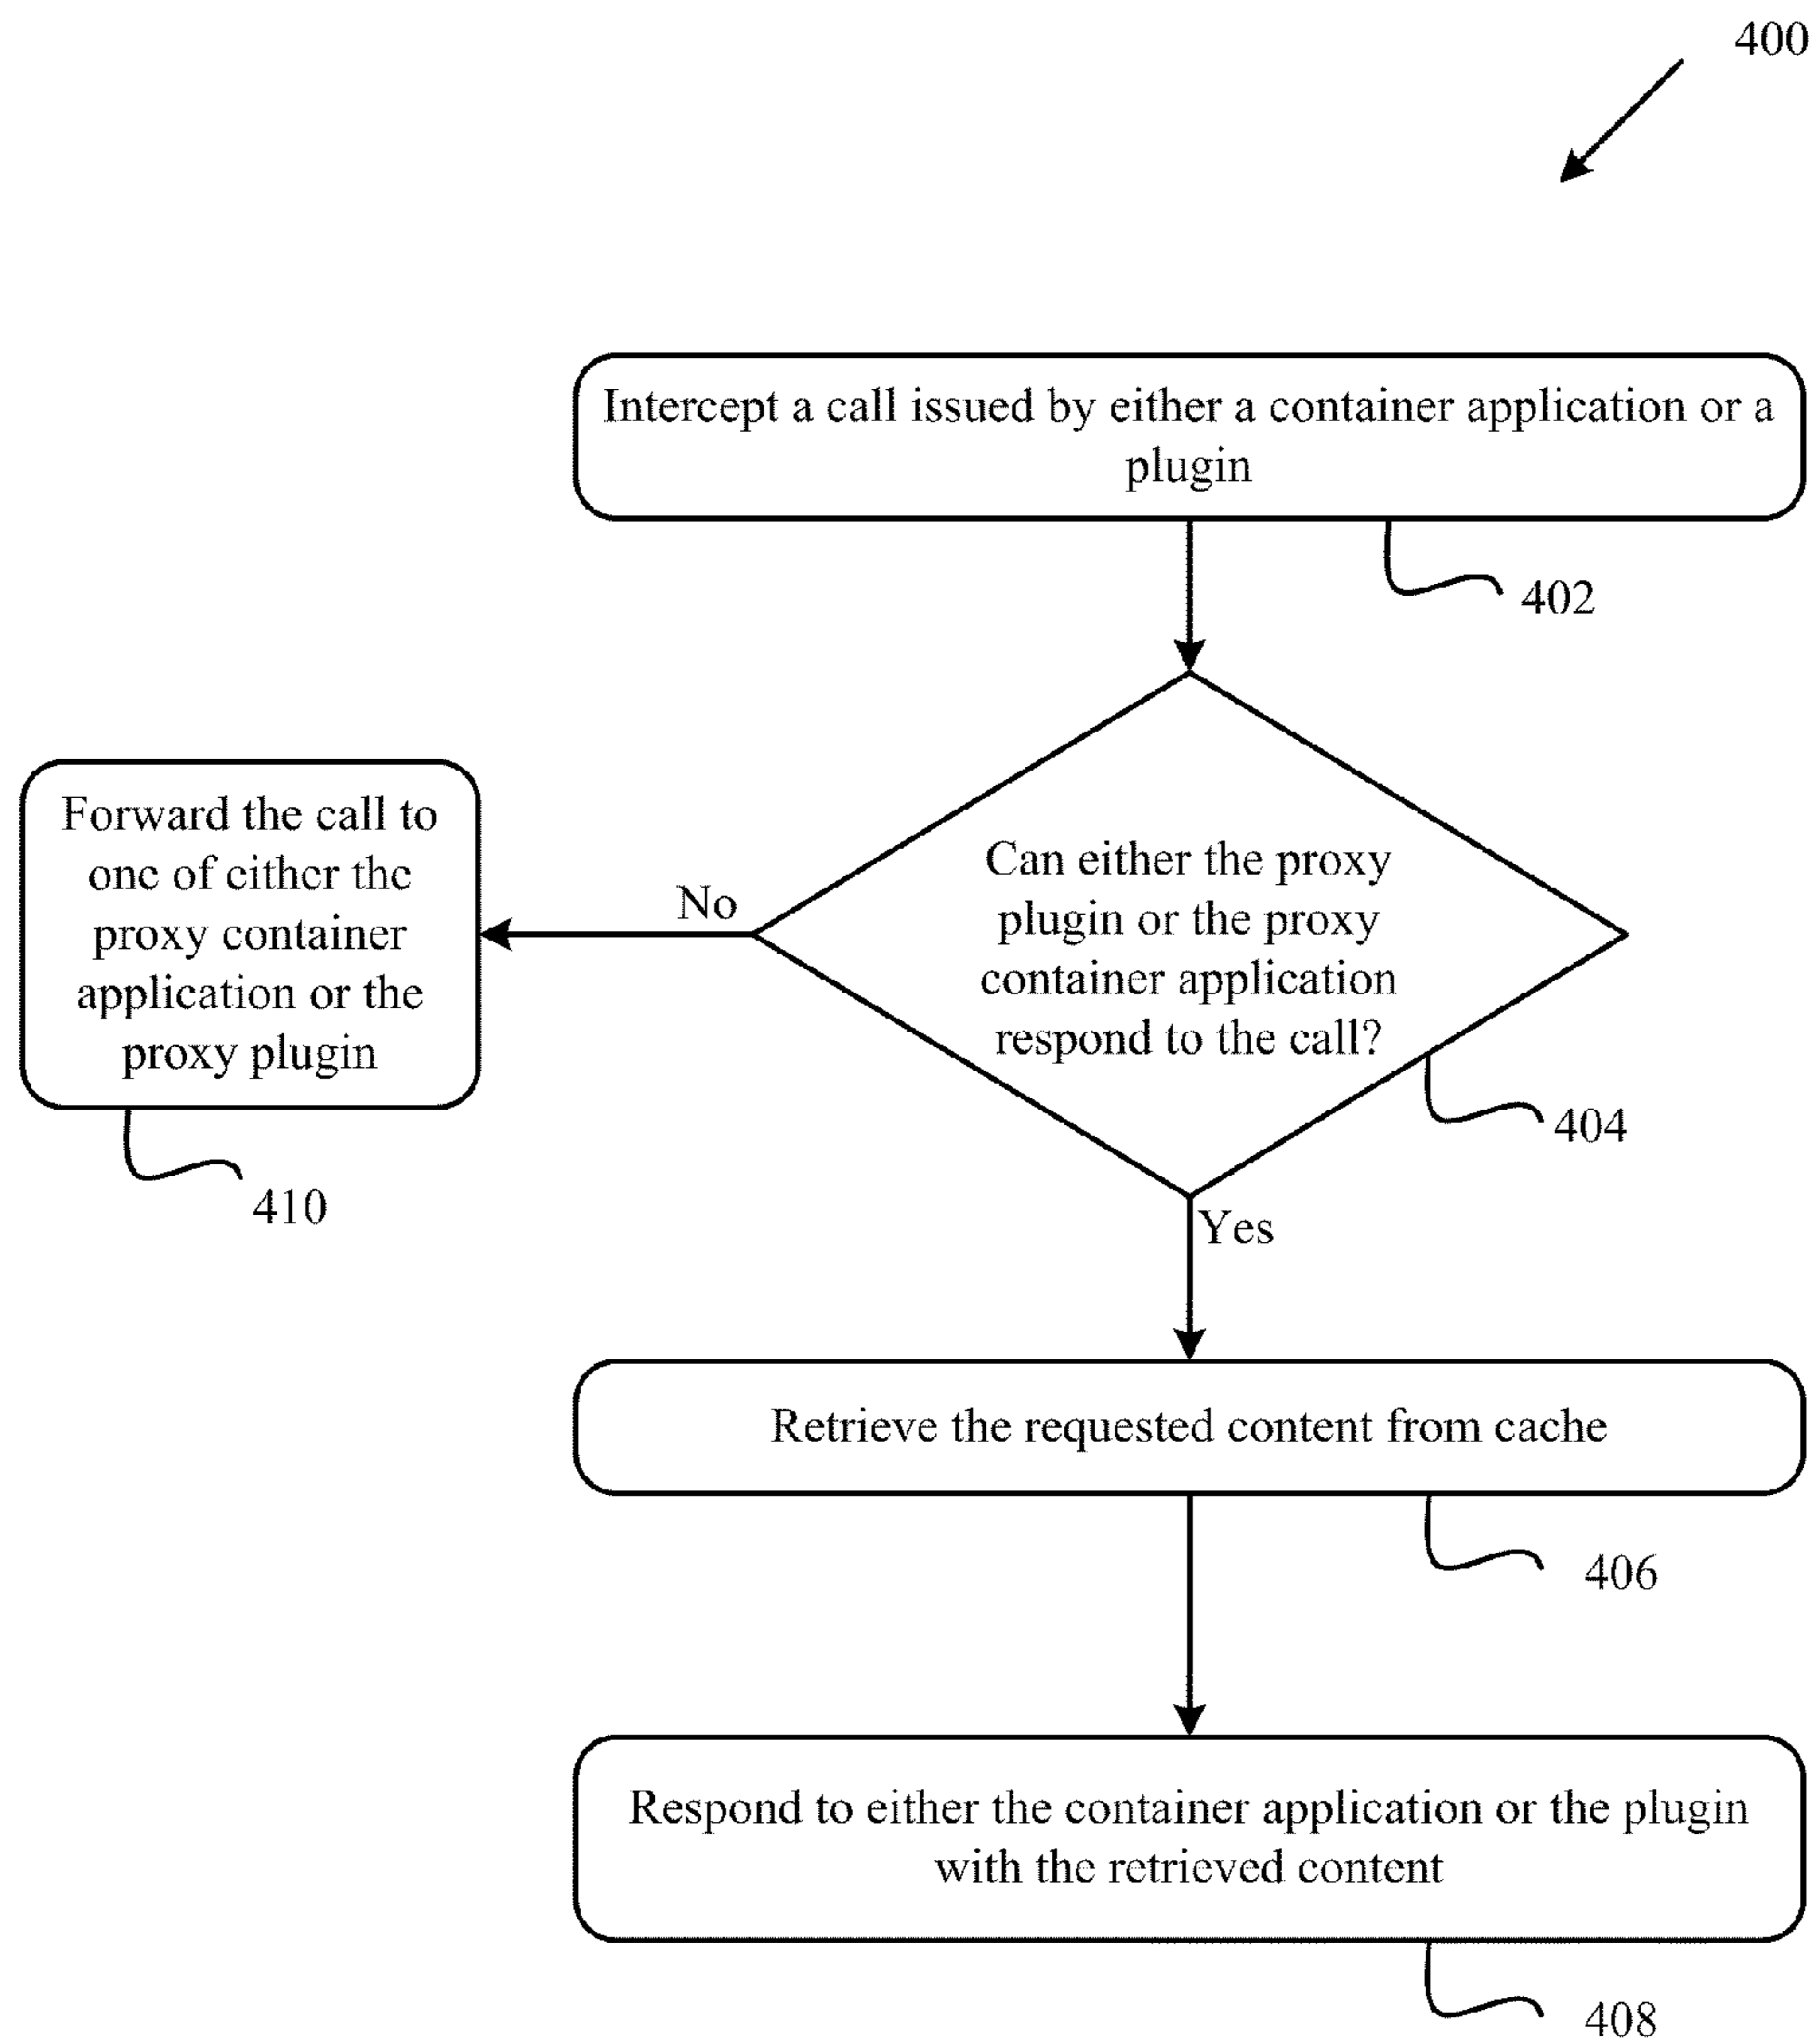 400
Intercept a call issued by either a container application or a
plugin
402
Can either the proxy
plugin or the proxy
container application
respond to the call?
404
No
Forward the call to
one of either the
proxy container
application or the
proxy plugin
410
Yes
Retrieve the requested content from cache
406
Respond to either the container application or the plugin
with the retrieved content
408